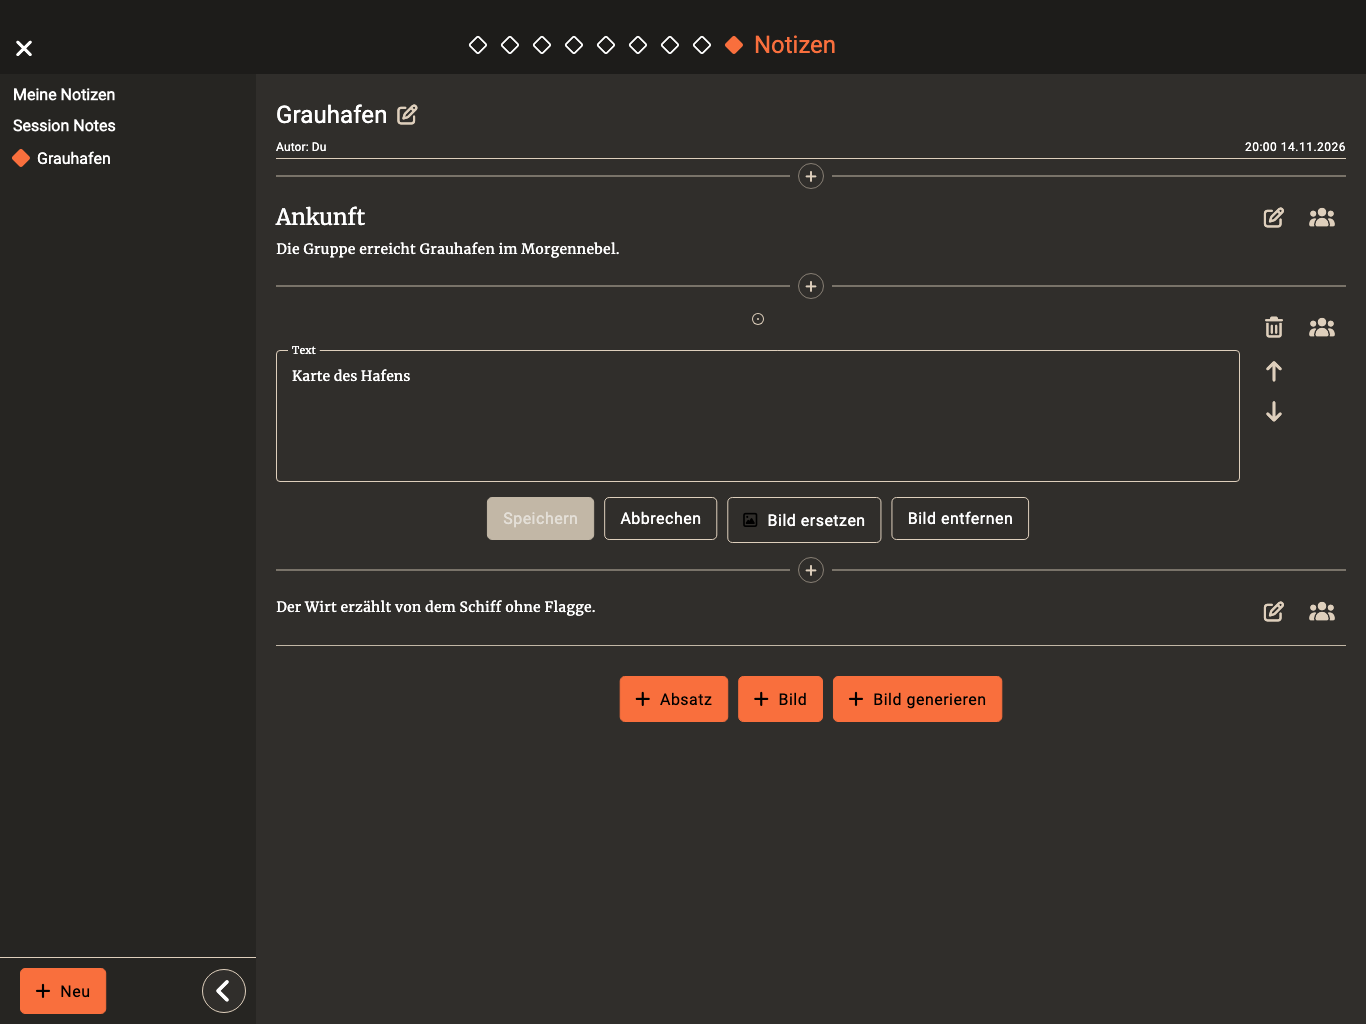 Notizen
Meine Notizen
Session Notes
Grauhafen
Grauhafen
Autor: Du
20:00 14.11.2026
Ankunft
Die Gruppe erreicht Grauhafen im Morgennebel.
Text
Karte des Hafens
Speichern
Abbrechen
Bild ersetzen
Bild entfernen
Der Wirt erzählt von dem Schiff ohne Flagge.
Absatz
Bild
Bild generieren
Neu